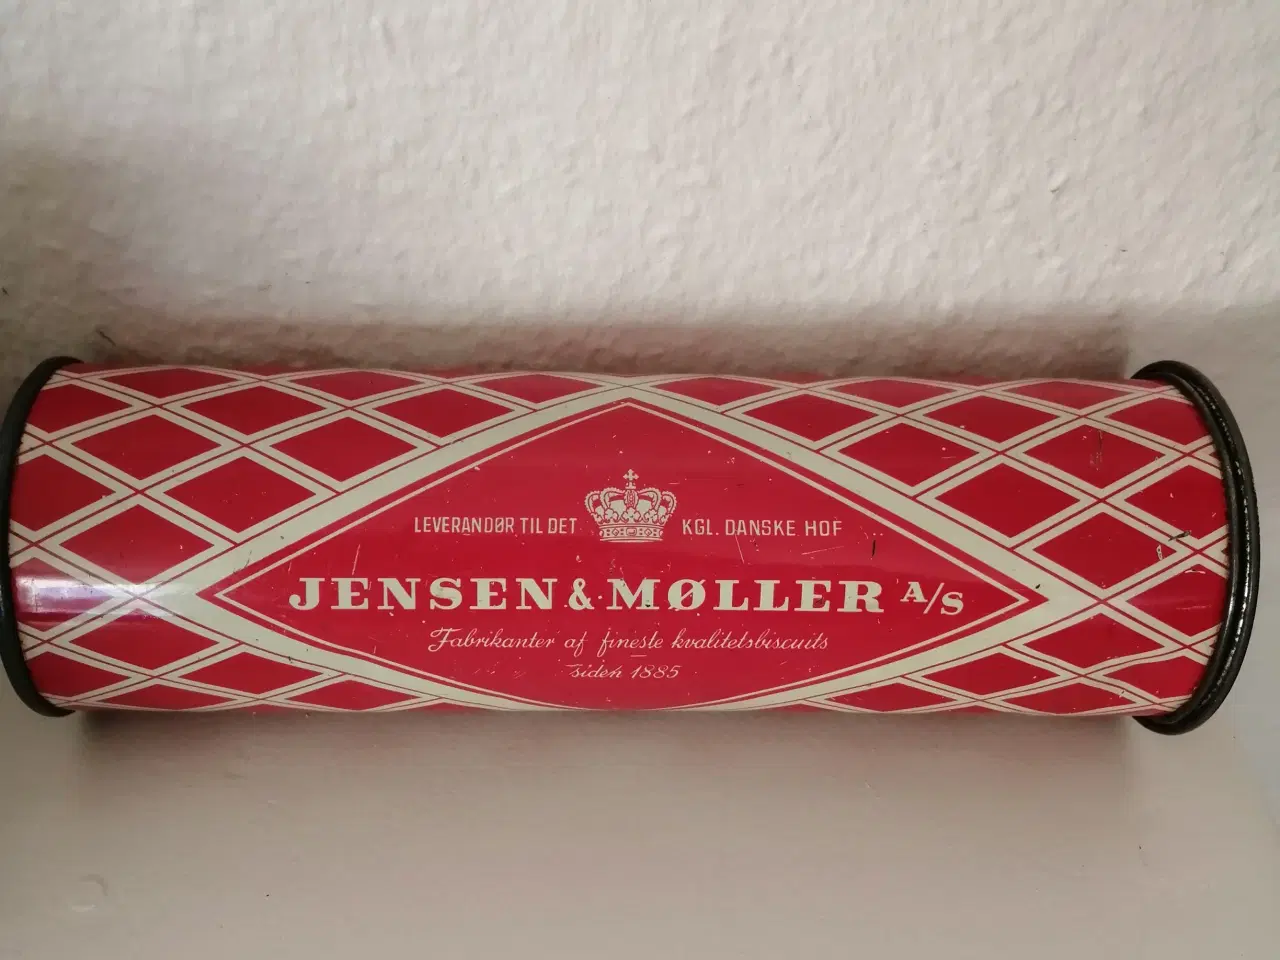 LEVERANDØR TIL DET KGL. DANSKE HOF
JENSEN & MØLLER A/S
Fabrikanter af fineste kvalitetsbiscuits
siden 1885